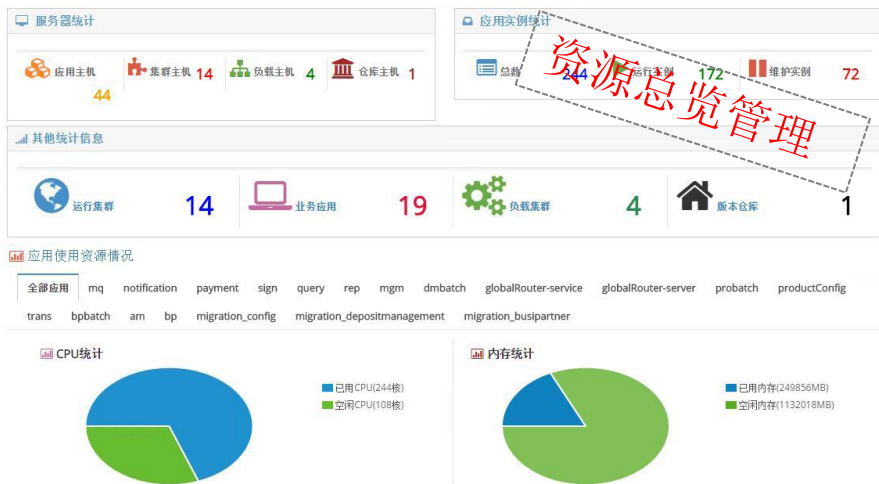 服务器统计
应用主机 44
集群主机 14
负载主机 4
仓库主机 1
应用实例统计
244
运行实例 172
维护实例 72
资源总览管理
其他统计信息
运行集群 14
业务应用 19
负载集群 4
版本仓库 1
应用使用资源情况
全部应用 mq notification payment sign query rep mgm dmbatch globalRouter-service globalRouter-server probatch productConfig
trans bpbatch am bp migration_config migration_depositmanagement migration_busipartner
CPU统计
已用CPU(244核)
空闲CPU(108核)
内存统计
已用内存(249856MB)
空闲内存(1132018MB)